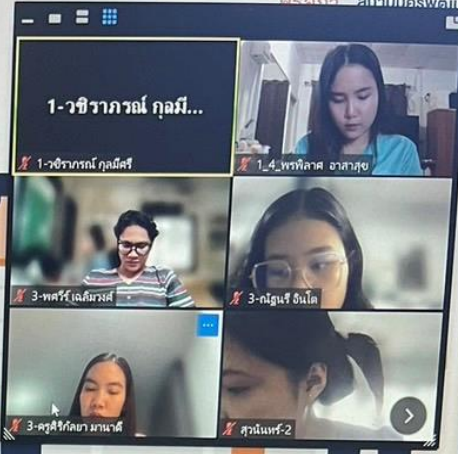 1-วชิราภรณ์ กุลมี...
1-วชิราภรณ์ กุลมีศรี
1_4_พรพิลาศ อาสาสุข
3-พศวีร์ เฉลิมวงศ์
3-ณัฐนรี อินโต
3-ครูศิริกัลยา มานาดี
สุวนันทร์-2